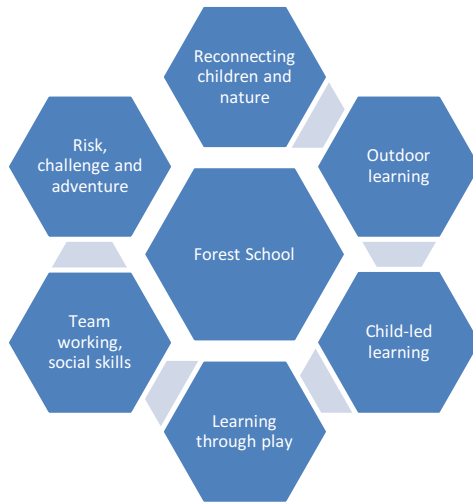 Reconnecting
children and
nature
Outdoor
learning
Child-led
learning
Learning
through play
Team
working,
social skills
Risk,
challenge and
adventure
Forest School